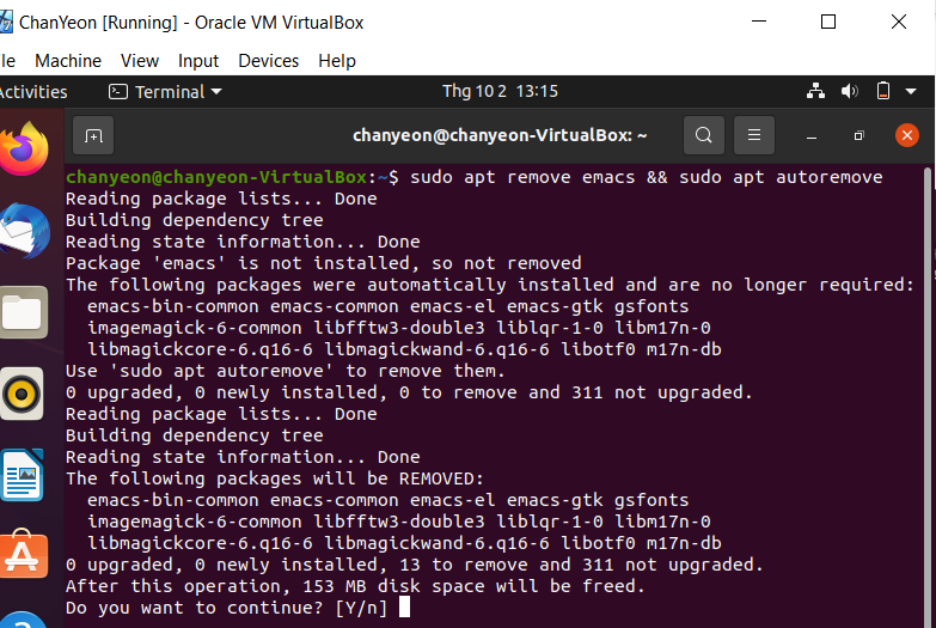 ChanYeon [Running] - Oracle VM VirtualBox
le Machine View Input Devices Help
Activities Terminal Thg 10 2 13:15
chanyeon@chanyeon-VirtualBox: ~
chanyeon@chanyeon-VirtualBox:~$ sudo apt remove emacs && sudo apt autoremove
Reading package lists... Done
Building dependency tree
Reading state information... Done
Package 'emacs' is not installed, so not removed
The following packages were automatically installed and are no longer required:
  emacs-bin-common emacs-common emacs-el emacs-gtk gsfonts
  imagemagick-6-common libfftw3-double3 liblqr-1-0 libm17n-0
  libmagickcore-6.q16-6 libmagickwand-6.q16-6 libotf0 m17n-db
Use 'sudo apt autoremove' to remove them.
0 upgraded, 0 newly installed, 0 to remove and 311 not upgraded.
Reading package lists... Done
Building dependency tree
Reading state information... Done
The following packages will be REMOVED:
  emacs-bin-common emacs-common emacs-el emacs-gtk gsfonts
  imagemagick-6-common libfftw3-double3 liblqr-1-0 libm17n-0
  libmagickcore-6.q16-6 libmagickwand-6.q16-6 libotf0 m17n-db
0 upgraded, 0 newly installed, 13 to remove and 311 not upgraded.
After this operation, 153 MB disk space will be freed.
Do you want to continue? [Y/n]